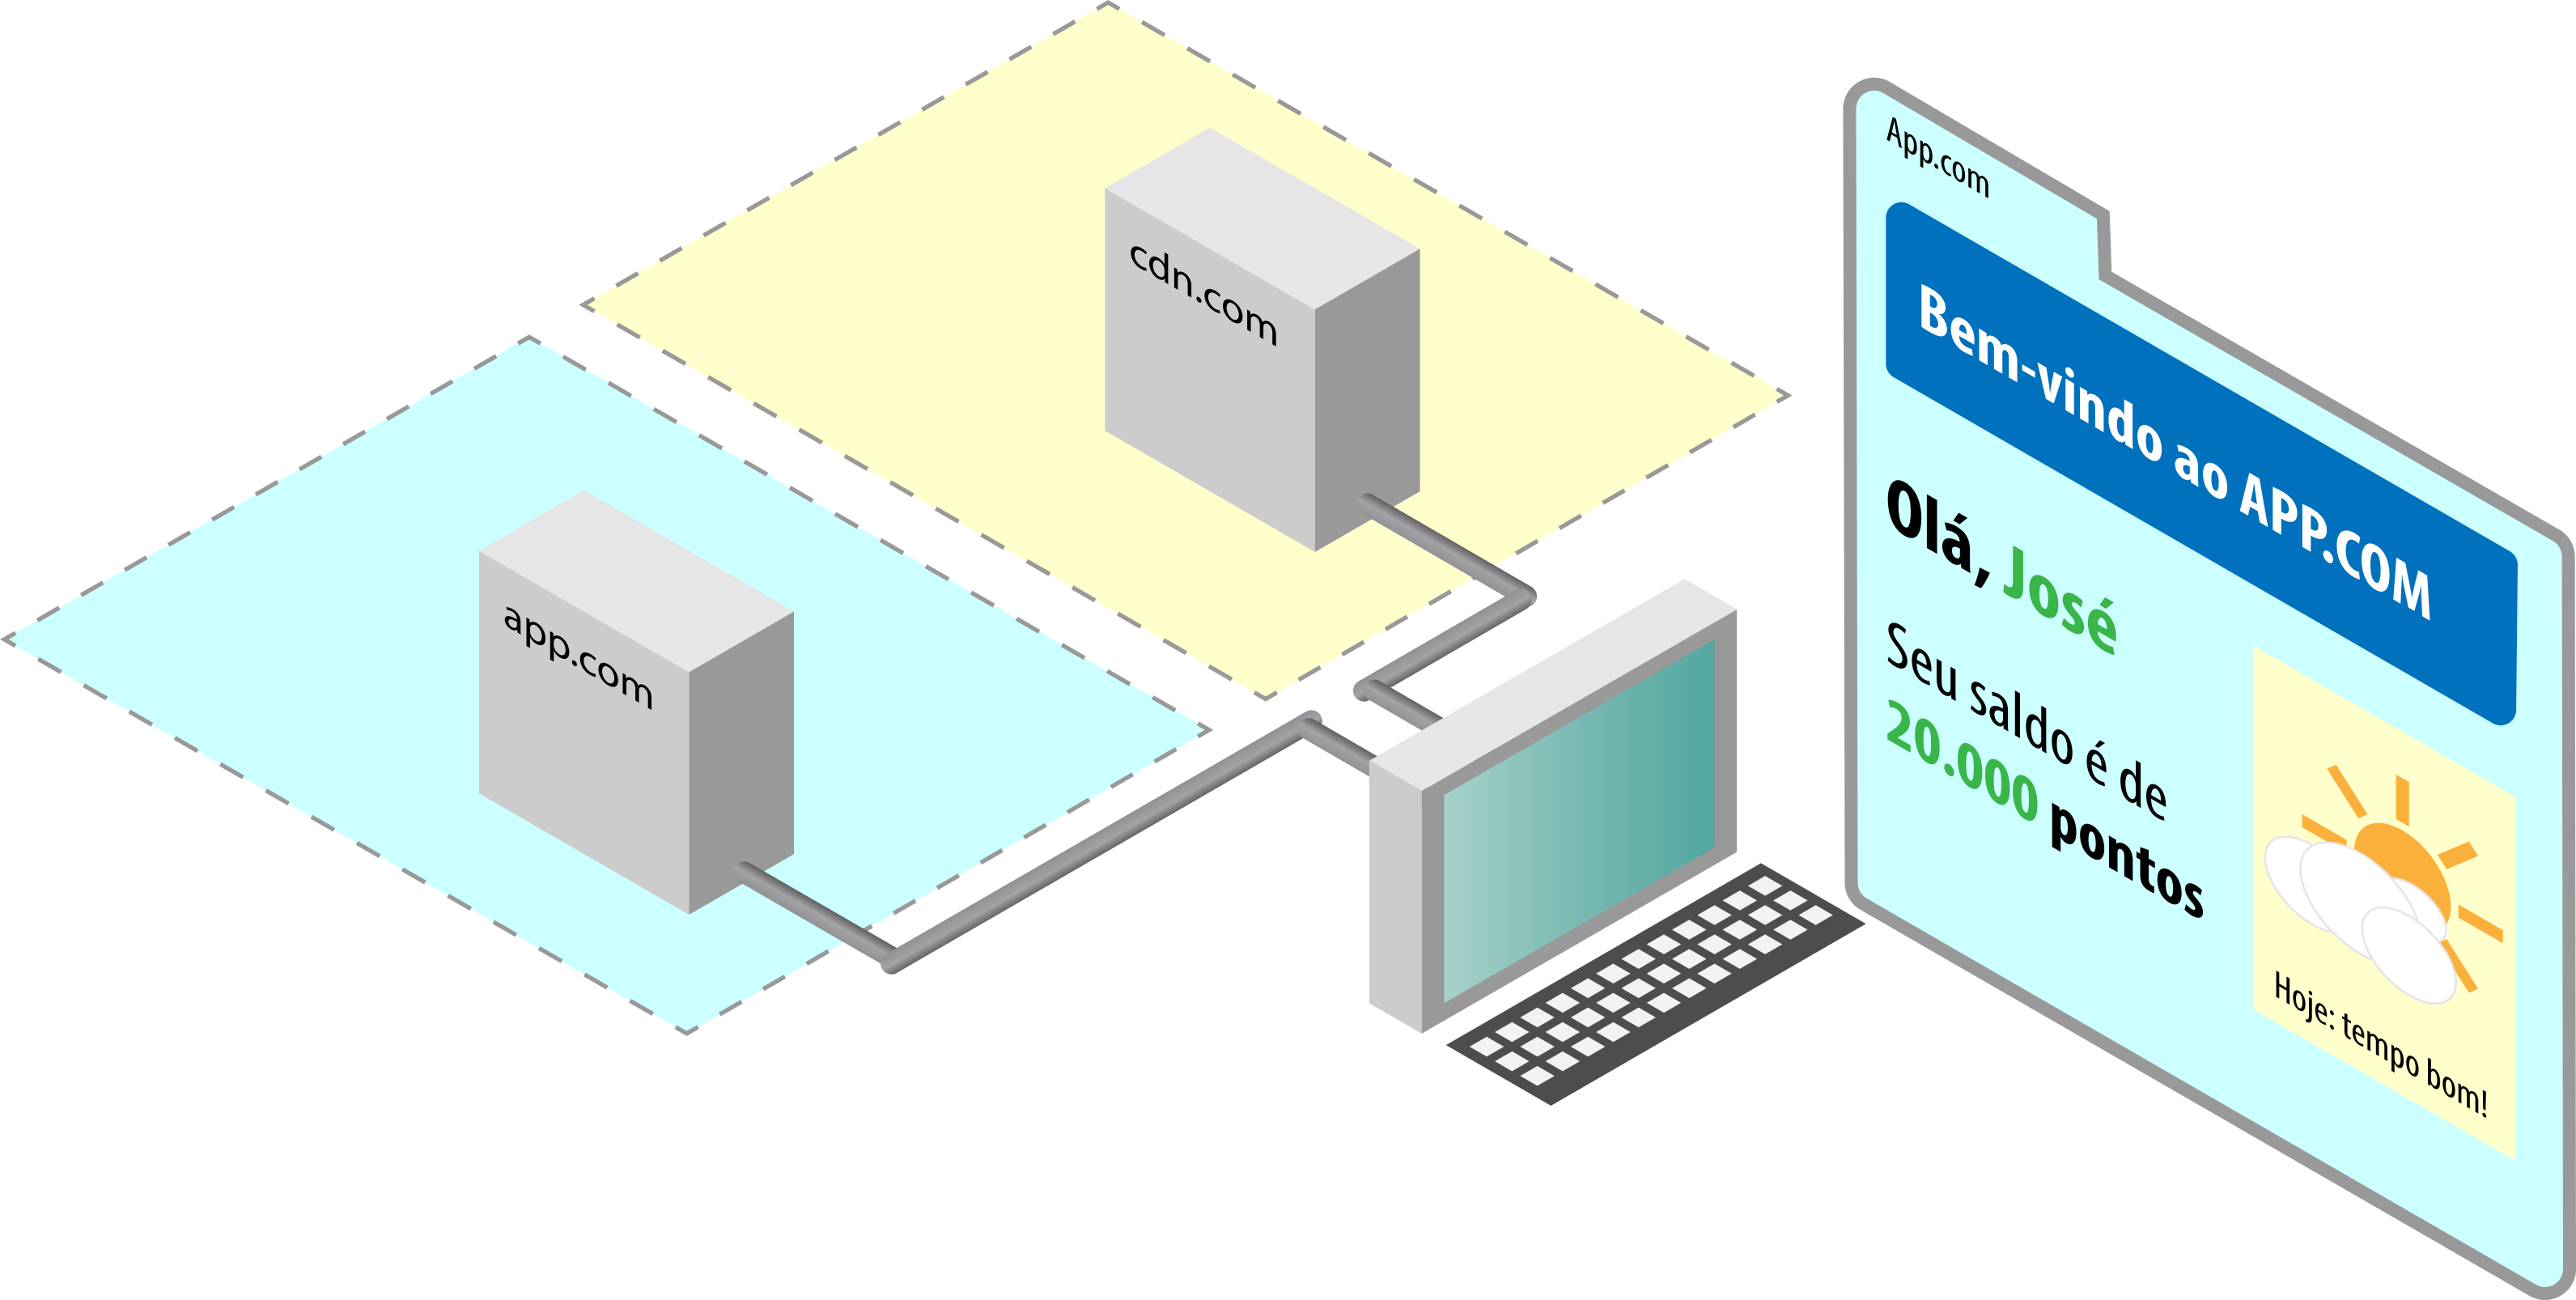 cdn.com
app.com
App.com
Bem-vindo ao APP.COM
Olá, José
Seu saldo é de
20.000 pontos
Hoje: tempo bom!